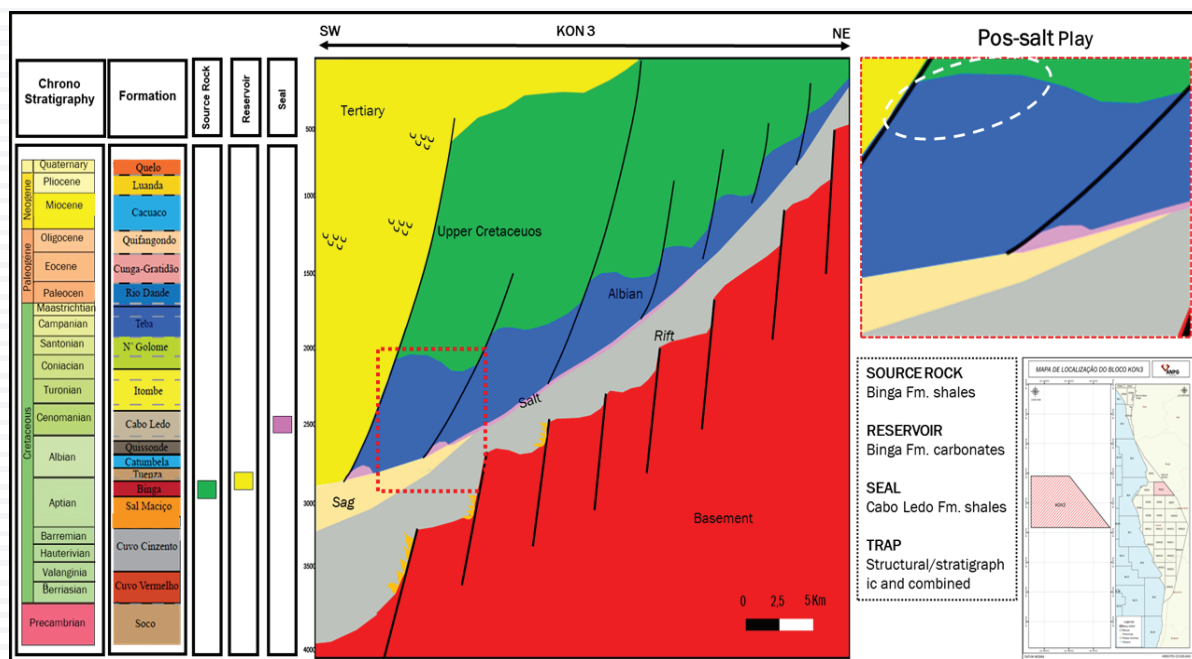 SW
KON 3
NE
Pos-salt Play
Chrono
Stratigraphy
Formation
Source Rock
Reservoir
Seal
Quaternary
Pliocene
Miocene
Oligocene
Eocene
Paleocen
Maastrichtian
Campanian
Santonian
Coniacian
Turonian
Cenomanian
Albian
Aptian
Barremian
Hauterivian
Valanginia
Berriasian
Precambrian
Neogene
Paleogene
Cretaceous
Quelo
Luanda
Cacuaco
Quifangondo
Cunga-Gratidão
Rio Dande
Teba
N' Golome
Itombe
Cabo Ledo
Quissonde
Catumbela
Tuenza
Binga
Sal Maciço
Cuvo Cinzento
Cuvo Vermelho
Soco
500
1000
1500
2000
2500
3000
3500
4000
Tertiary
Upper Cretaceuos
Albian
Rift
Salt
Sag
Basement
0 2,5 5 Km
SOURCE ROCK
Binga Fm. shales
RESERVOIR
Binga Fm. carbonates
SEAL
Cabo Ledo Fm. shales
TRAP
Structural/stratigraph
ic and combined
MAPA DE LOCALIZAÇÃO DO BLOCO KON3
ANPG
KON3